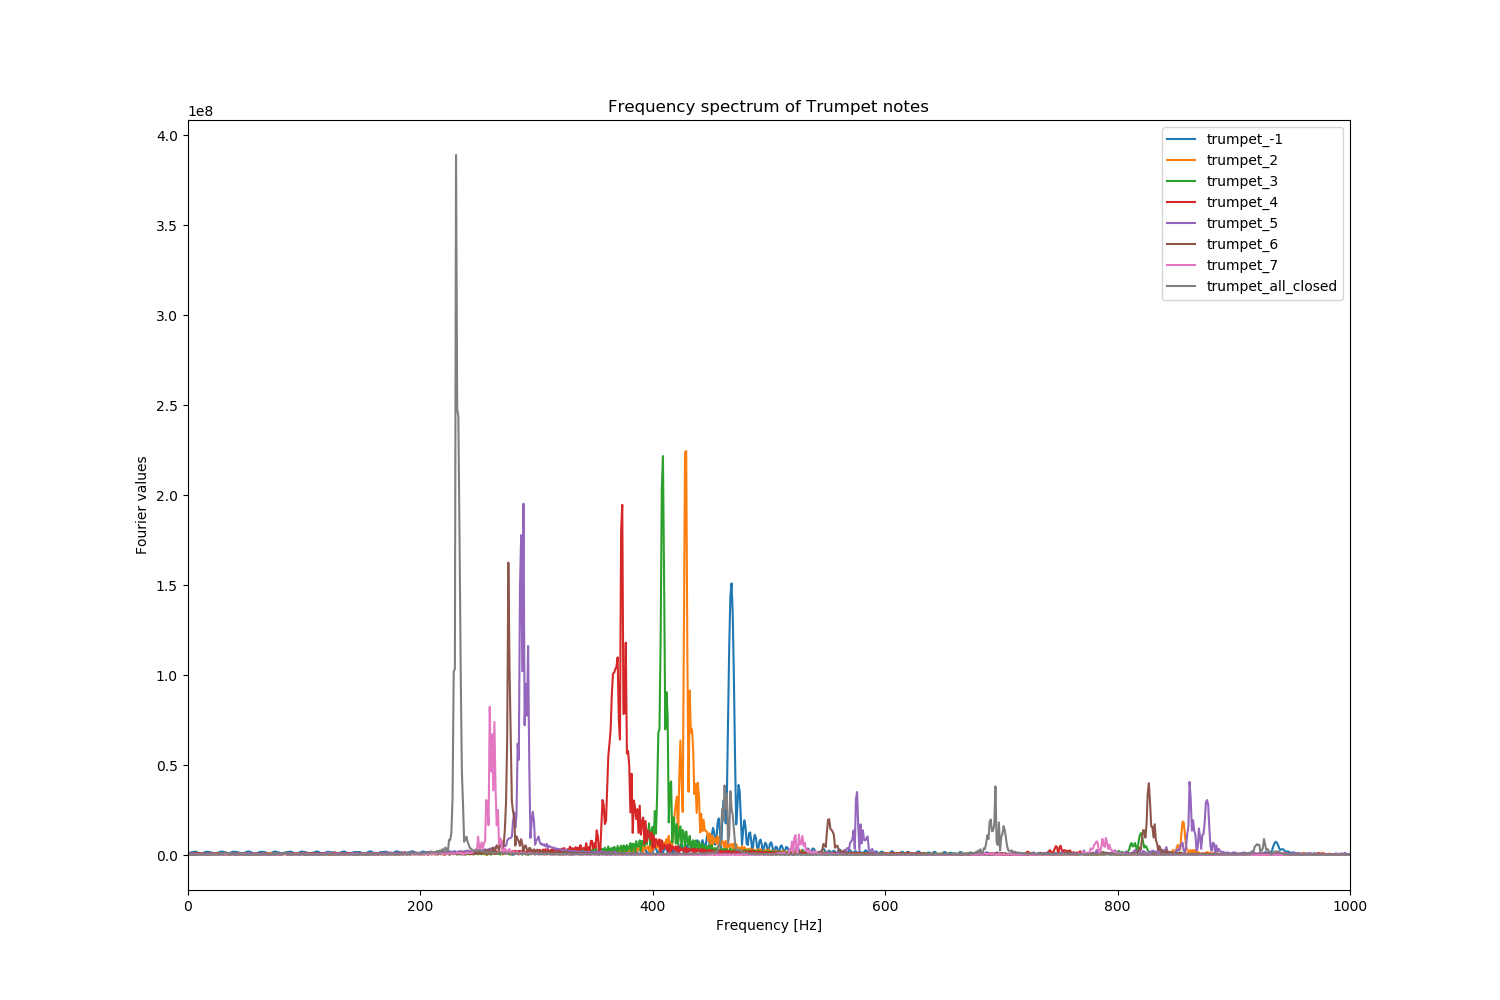 Frequency spectrum of Trumpet notes
1e8
4.0
3.5
3.0
2.5
2.0
1.5
1.0
0.5
0.0
Fourier values
trumpet_-1
trumpet_2
trumpet_3
trumpet_4
trumpet_5
trumpet_6
trumpet_7
trumpet_all_closed
0 200 400 600 800 1000
Frequency [Hz]